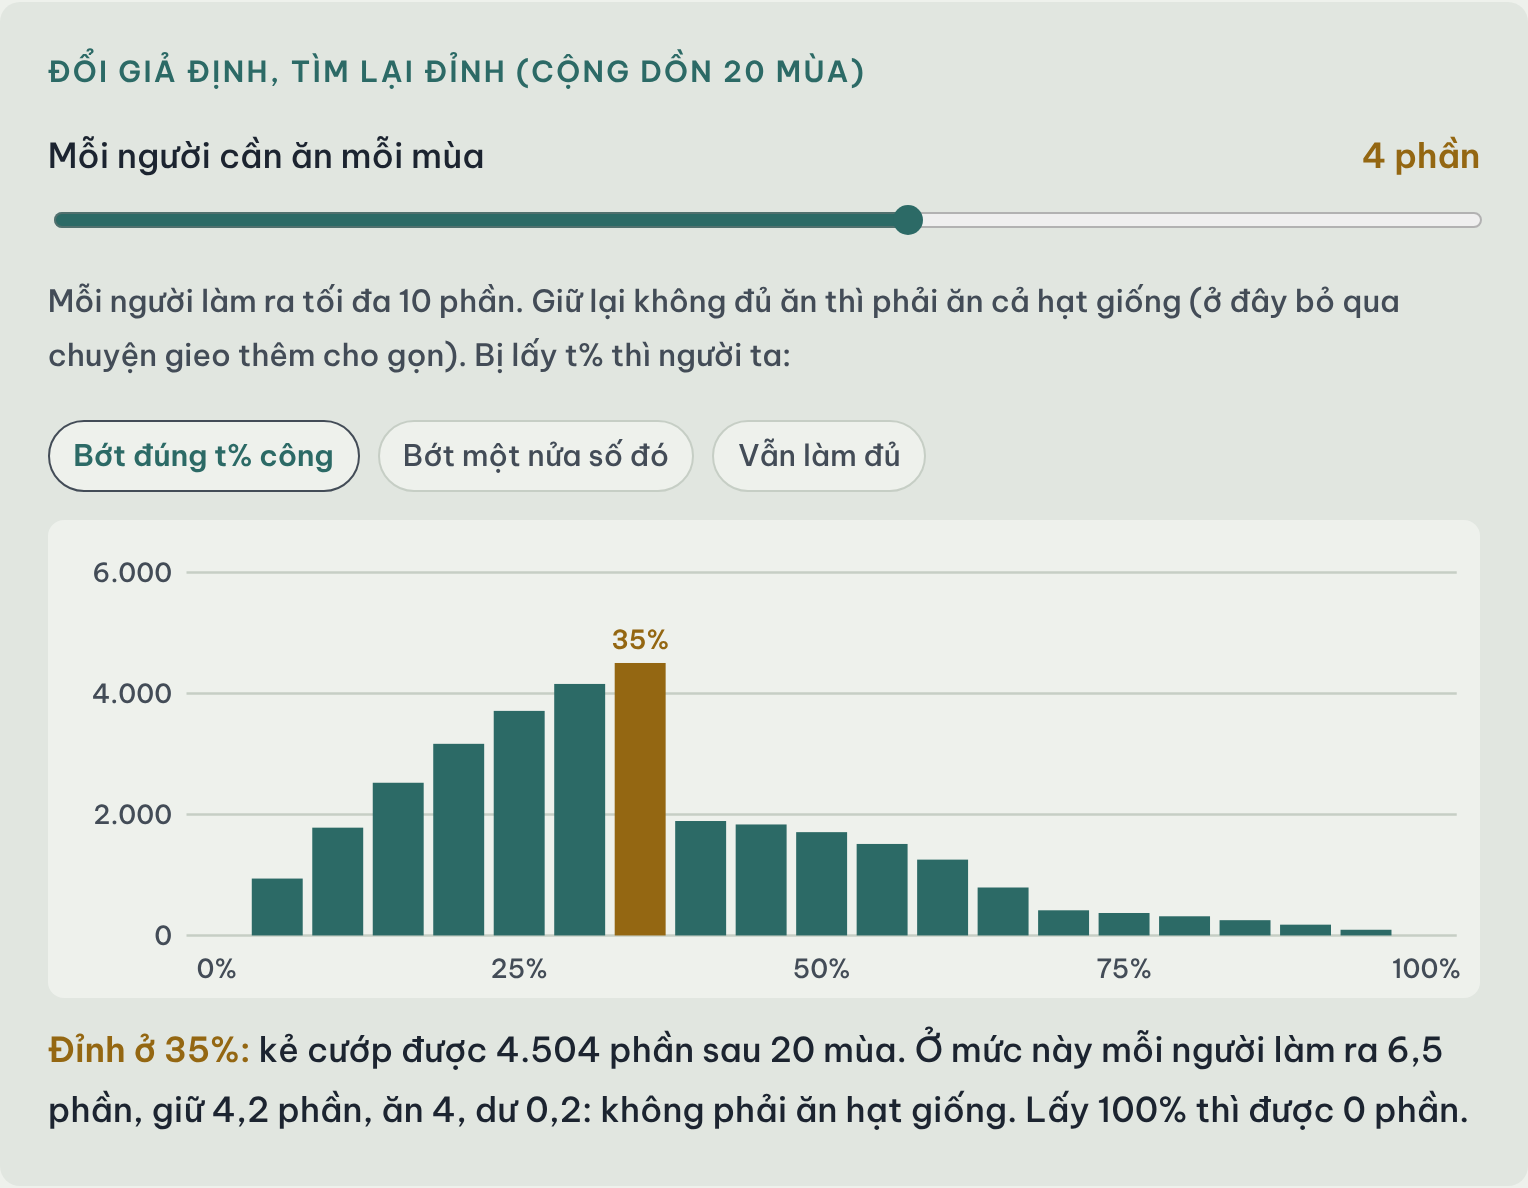 ĐỔI GIẢ ĐỊNH, TÌM LẠI ĐỈNH (CỘNG DỒN 20 MÙA)
Mỗi người cần ăn mỗi mùa
4 phần
Mỗi người làm ra tối đa 10 phần. Giữ lại không đủ ăn thì phải ăn cả hạt giống (ở đây bỏ qua
chuyện gieo thêm cho gọn). Bị lấy t% thì người ta:
Bớt đúng t% công
Bớt một nửa số đó
Vẫn làm đủ
6.000
35%
4.000
2.000
0
0%
25%
50%
75%
100%
Đỉnh ở 35%: kẻ cướp được 4.504 phần sau 20 mùa. Ở mức này mỗi người làm ra 6,5
phần, giữ 4,2 phần, ăn 4, dư 0,2: không phải ăn hạt giống. Lấy 100% thì được 0 phần.